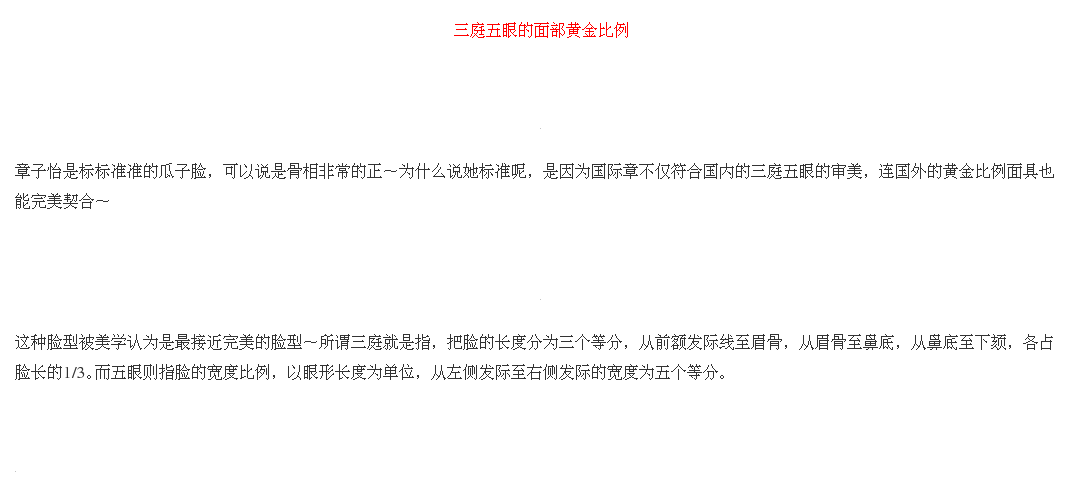 三庭五眼的面部黄金比例
章子怡是标标准准的瓜子脸，可以说是骨相非常的正～为什么说她标准呢，是因为国际章不仅符合国内的三庭五眼的审美，连国外的黄金比例面具也
能完美契合～
这种脸型被美学认为是最接近完美的脸型～所谓三庭就是指，把脸的长度分为三个等分，从前额发际线至眉骨，从眉骨至鼻底，从鼻底至下颏，各占
脸长的1/3。而五眼则指脸的宽度比例，以眼形长度为单位，从左侧发际至右侧发际的宽度为五个等分。